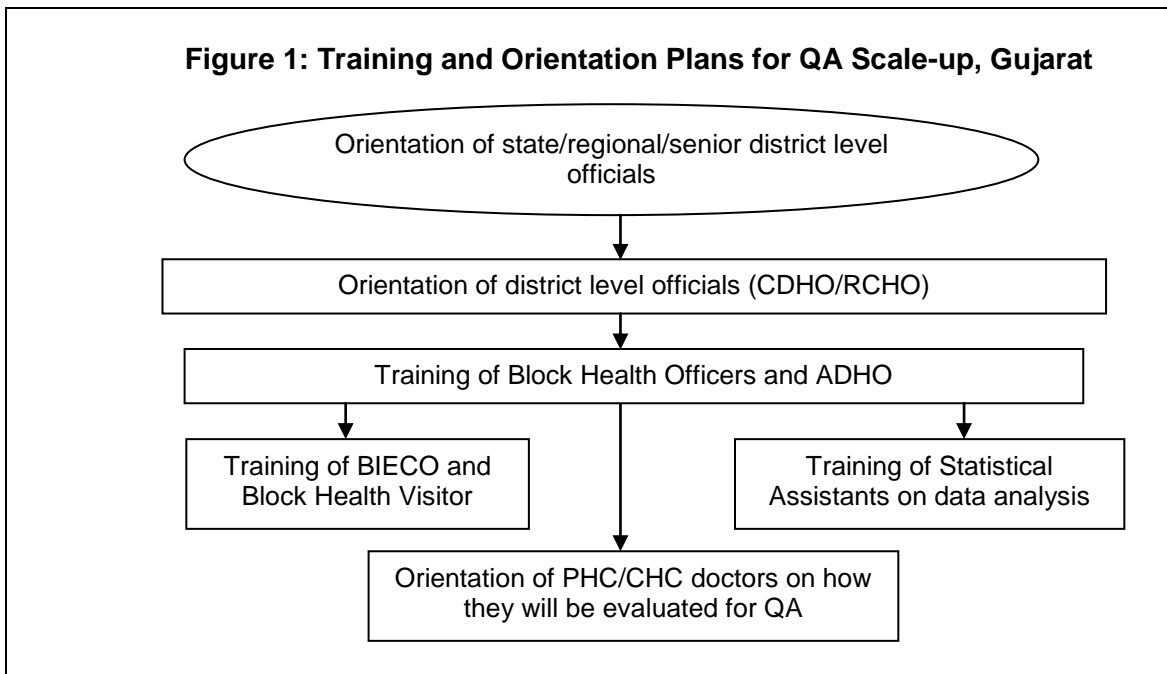 Figure 1: Training and Orientation Plans for QA Scale-up, Gujarat
Orientation of state/regional/senior district level
officials
Orientation of district level officials (CDHO/RCHO)
Training of Block Health Officers and ADHO
Training of BIECO and
Block Health Visitor
Training of Statistical
Assistants on data analysis
Orientation of PHC/CHC doctors on how
they will be evaluated for QA